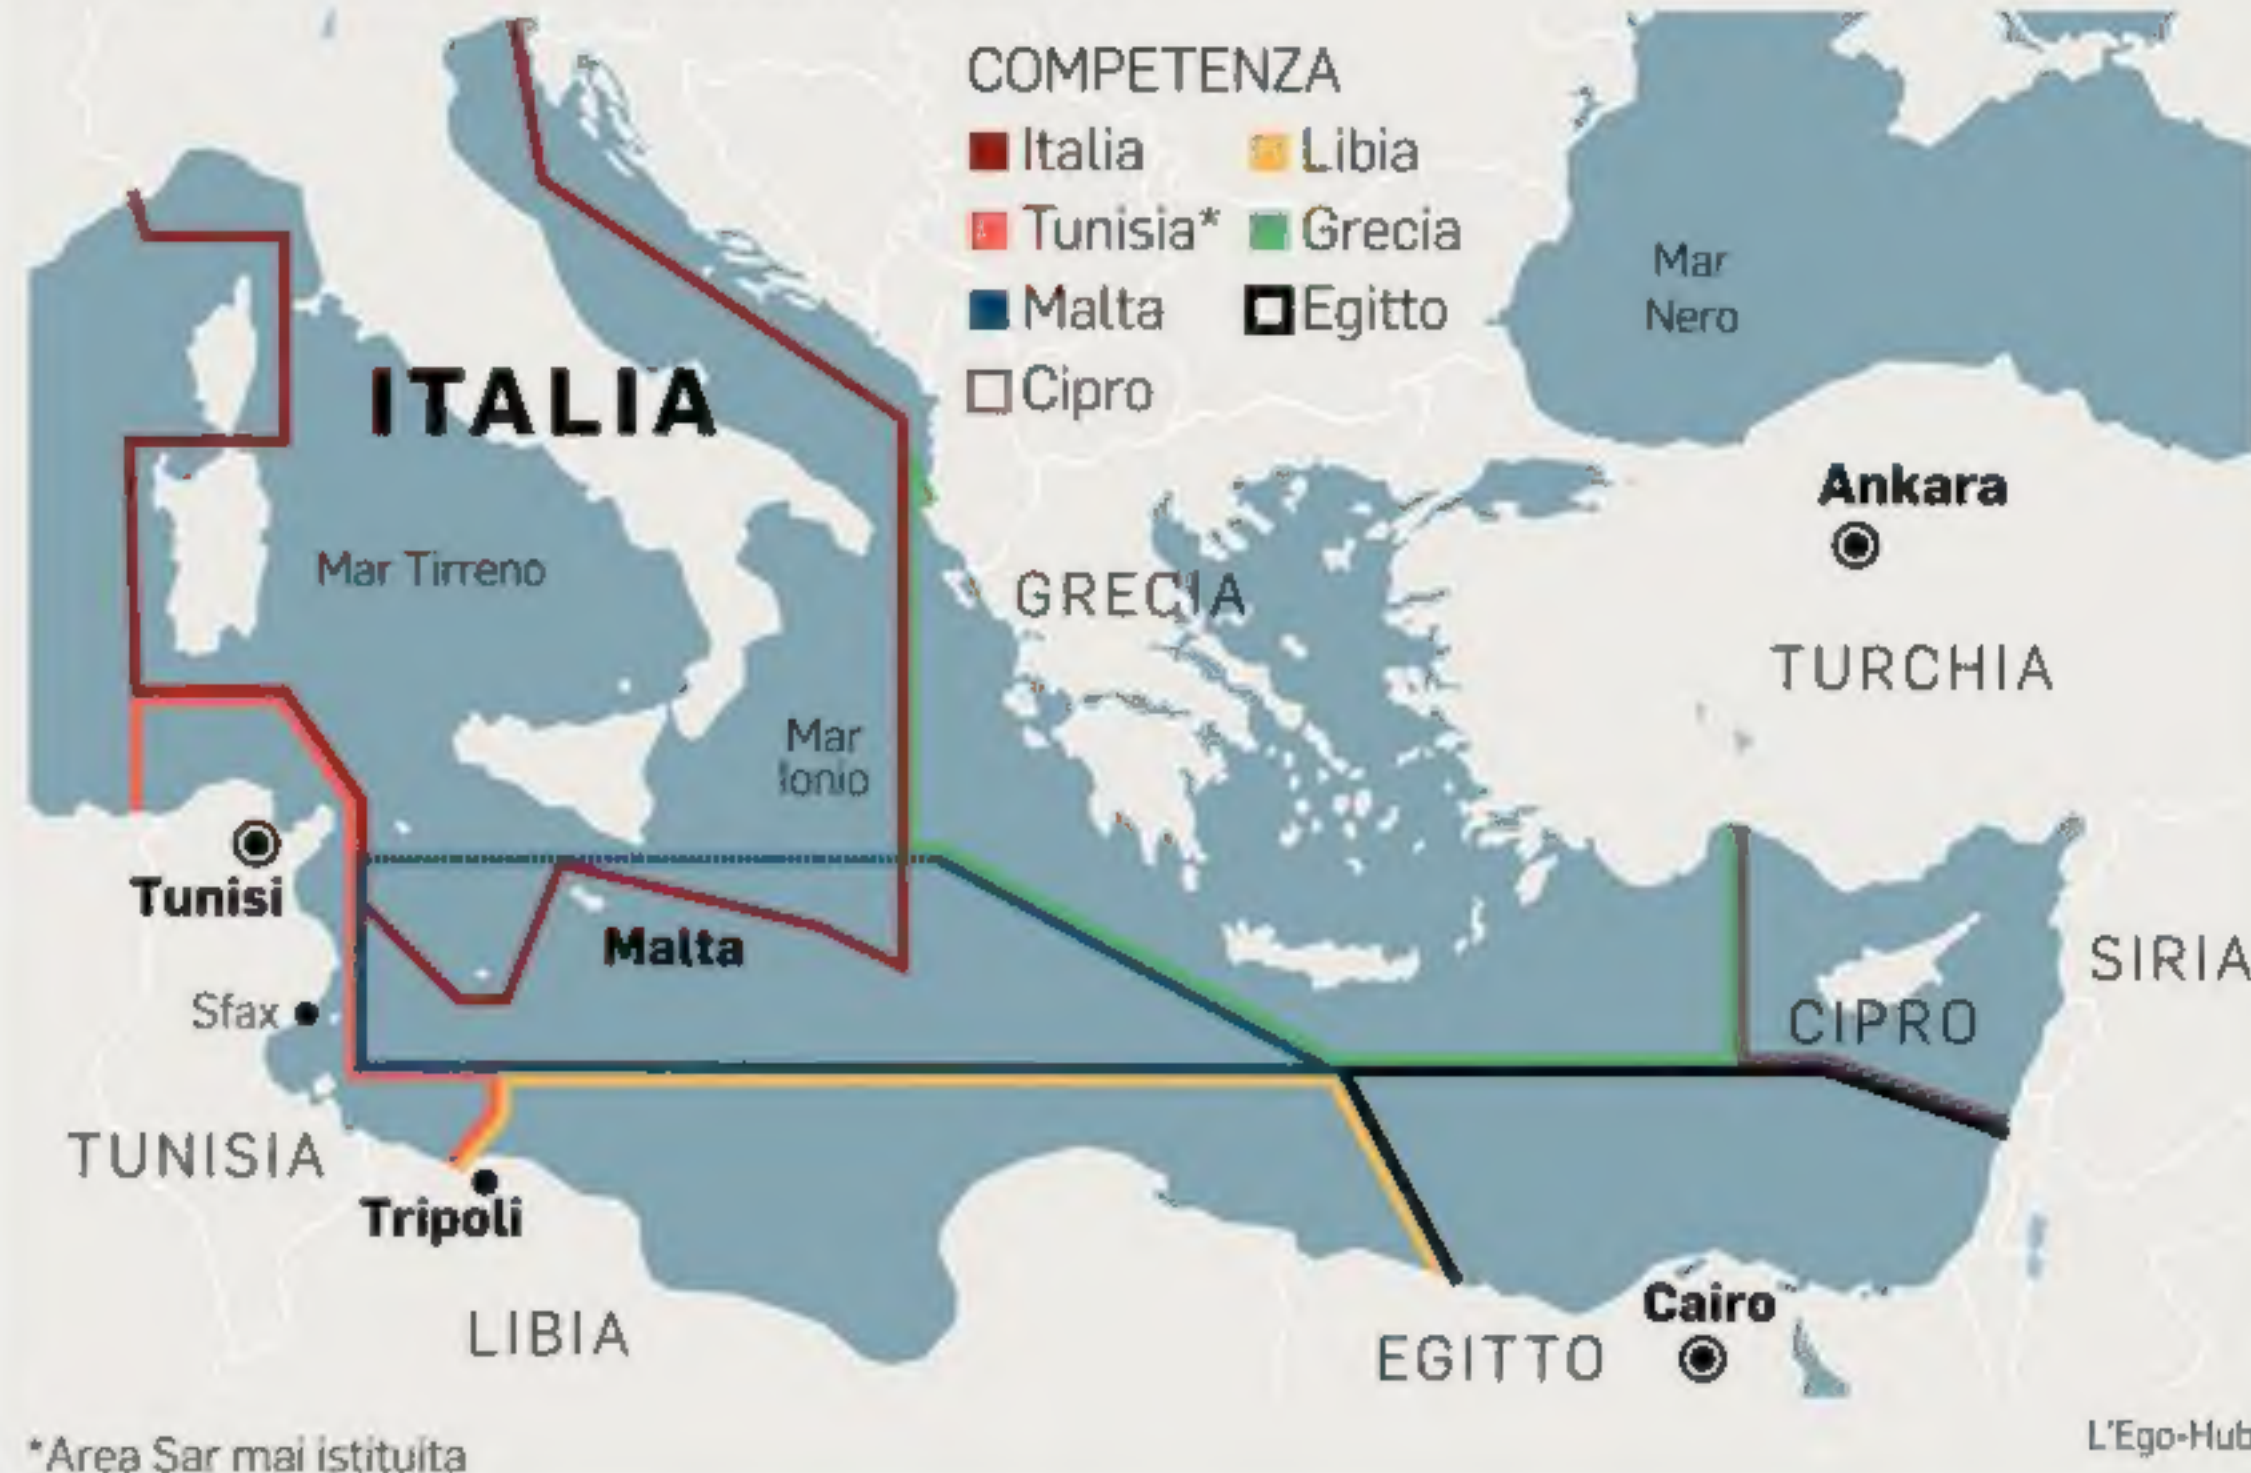 COMPETENZA
Italia
Libia
Tunisia*
Grecia
Malta
Egitto
Cipro
Mar
Nero
ITALIA
Ankara
Mar Tirreno
GRECIA
TURCHIA
Mar
Ionio
Tunisi
Malta
SIRIA
Sfax
CIPRO
TUNISIA
Tripoli
LIBIA
Cairo
EGITTO
*Area Sar mai istituita
L'Ego-Hub